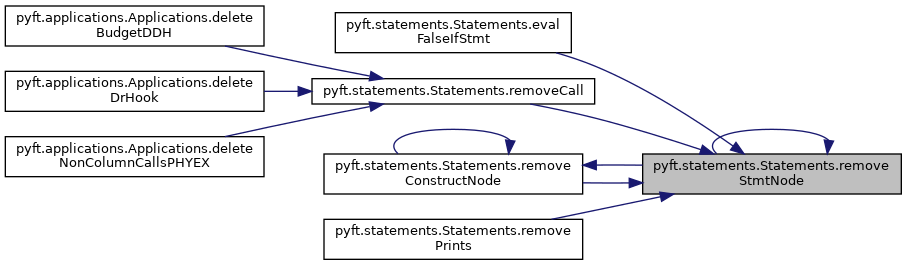 pyft.applications.Applications.delete
BudgetDDH
pyft.applications.Applications.delete
DrHook
pyft.applications.Applications.delete
NonColumnCallsPHYEX
pyft.statements.Statements.eval
FalseIfStmt
pyft.statements.Statements.removeCall
pyft.statements.Statements.remove
ConstructNode
pyft.statements.Statements.remove
Prints
pyft.statements.Statements.remove
StmtNode